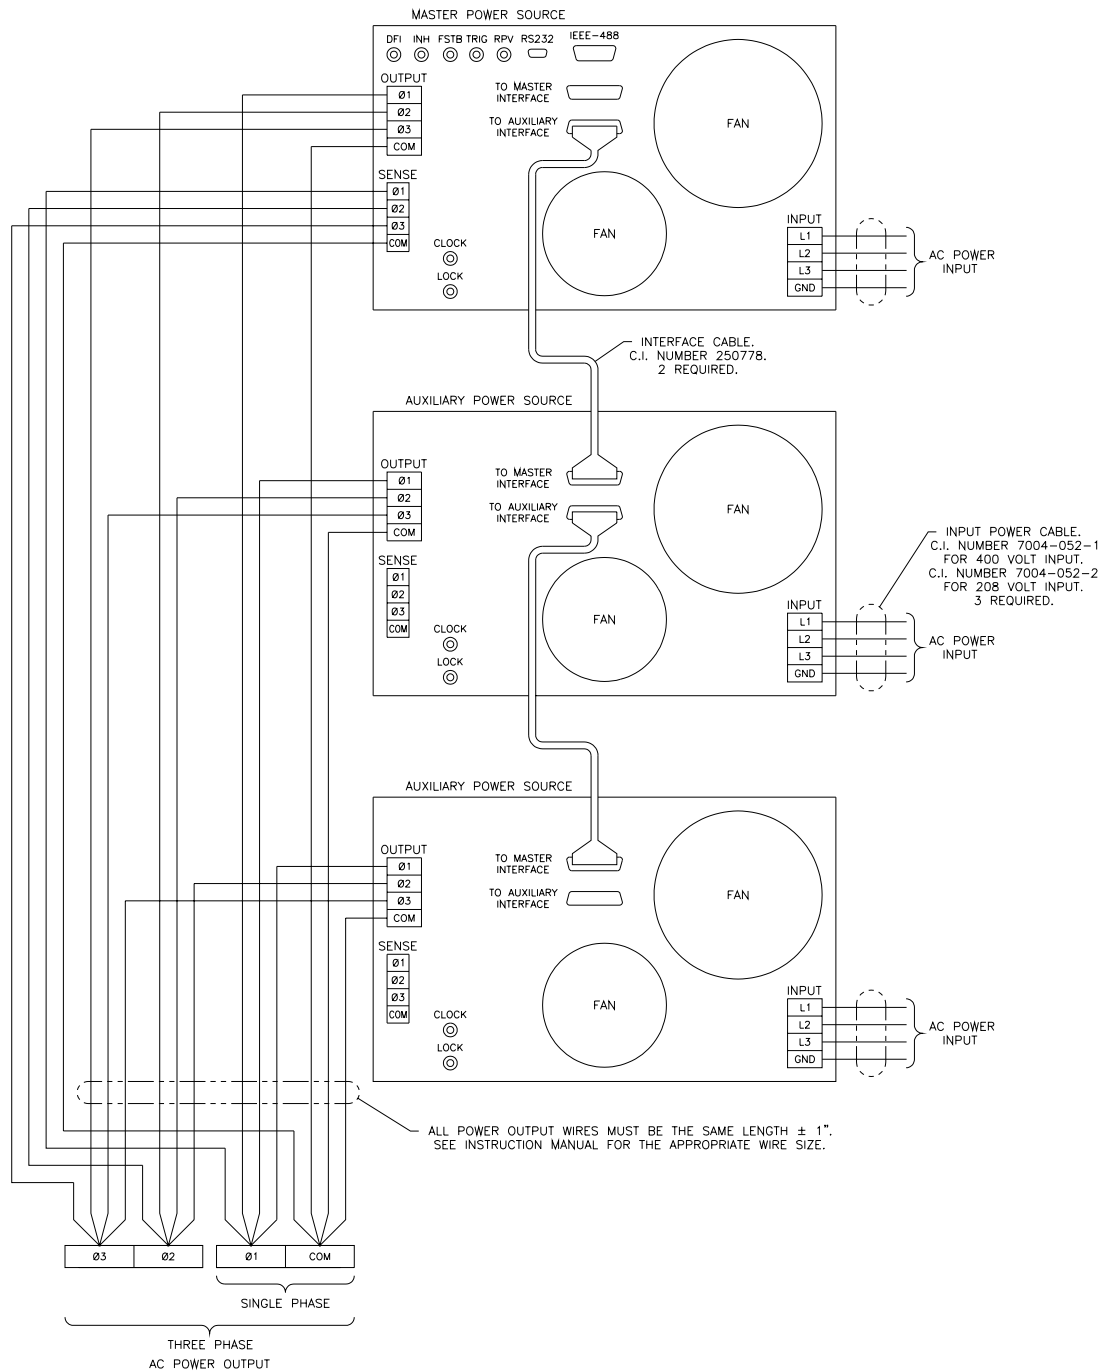 MASTER POWER SOURCE
DFI INH FSTB TRIG RPV RS232 IEEE-488
OUTPUT
Ø1
Ø2
Ø3
COM
TO MASTER
INTERFACE
TO AUXILIARY
INTERFACE
FAN
SENSE
Ø1
Ø2
Ø3
COM
CLOCK
LOCK
FAN
INPUT
L1
L2
L3
GND
AC POWER
INPUT
INTERFACE CABLE.
C.I. NUMBER 250778.
2 REQUIRED.
AUXILIARY POWER SOURCE
OUTPUT
Ø1
Ø2
Ø3
COM
TO MASTER
INTERFACE
TO AUXILIARY
INTERFACE
FAN
SENSE
Ø1
Ø2
Ø3
COM
CLOCK
LOCK
FAN
INPUT
L1
L2
L3
GND
AC POWER
INPUT
INPUT POWER CABLE.
C.I. NUMBER 7004-052-1
FOR 400 VOLT INPUT.
C.I. NUMBER 7004-052-2
FOR 208 VOLT INPUT.
3 REQUIRED.
AUXILIARY POWER SOURCE
OUTPUT
Ø1
Ø2
Ø3
COM
TO MASTER
INTERFACE
TO AUXILIARY
INTERFACE
FAN
SENSE
Ø1
Ø2
Ø3
COM
CLOCK
LOCK
FAN
INPUT
L1
L2
L3
GND
AC POWER
INPUT
ALL POWER OUTPUT WIRES MUST BE THE SAME LENGTH ± 1".
SEE INSTRUCTION MANUAL FOR THE APPROPRIATE WIRE SIZE.
Ø3 Ø2 Ø1 COM
SINGLE PHASE
THREE PHASE
AC POWER OUTPUT